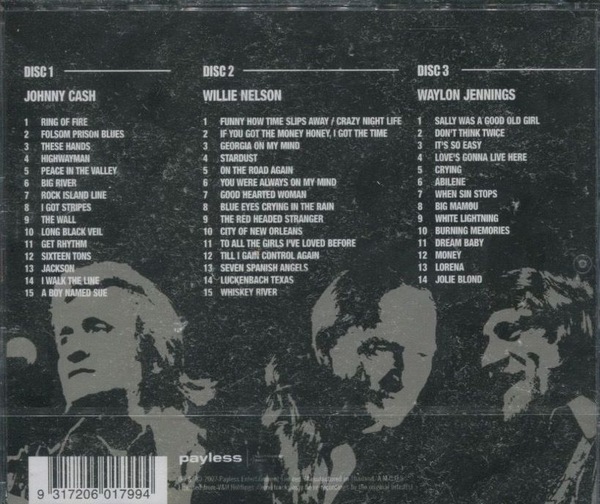 DISC 1
JOHNNY CASH
1 RING OF FIRE
2 FOLSOM PRISON BLUES
3 THESE HANDS
4 HIGHWAYMAN
5 PEACE IN THE VALLEY
6 BIG RIVER
7 ROCK ISLAND LINE
8 I GOT STRIPES
9 THE WALL
10 LONG BLACK VEIL
11 GET RHYTHM
12 SIXTEEN TONS
13 JACKSON
14 I WALK THE LINE
15 A BOY NAMED SUE
DISC 2
WILLIE NELSON
1 FUNNY HOW TIME SLIPS AWAY / CRAZY NIGHT LIFE
2 IF YOU GOT THE MONEY HONEY, I GOT THE TIME
3 GEORGIA ON MY MIND
4 STARDUST
5 ON THE ROAD AGAIN
6 YOU WERE ALWAYS ON MY MIND
7 GOOD HEARTED WOMAN
8 BLUE EYES CRYING IN THE RAIN
9 THE RED HEADED STRANGER
10 CITY OF NEW ORLEANS
11 TO ALL THE GIRLS I'VE LOVED BEFORE
12 TILL I GAIN CONTROL AGAIN
13 SEVEN SPANISH ANGELS
14 LUCKENBACH TEXAS
15 WHISKEY RIVER
DISC 3
WAYLON JENNINGS
1 SALLY WAS A GOOD OLD GIRL
2 DON'T THINK TWICE
3 IT'S SO EASY
4 LOVE'S GONNA LIVE HERE
5 CRYING
6 ABILENE
7 WHEN SIN STOPS
8 BIG MAMOU
9 WHITE LIGHTNING
10 BURNING MEMORIES
11 DREAM BABY
12 MONEY
13 LORENA
14 JOLIE BLOND
payless
2007 Payless Entertainment
9 317206 017994